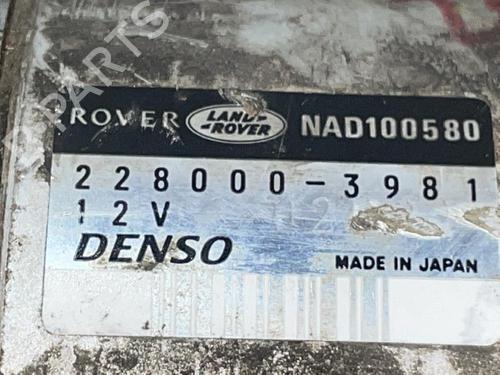 ROVER LAND-ROVER NAD100580
228000-3981
12V
DENSO
MADE IN JAPAN